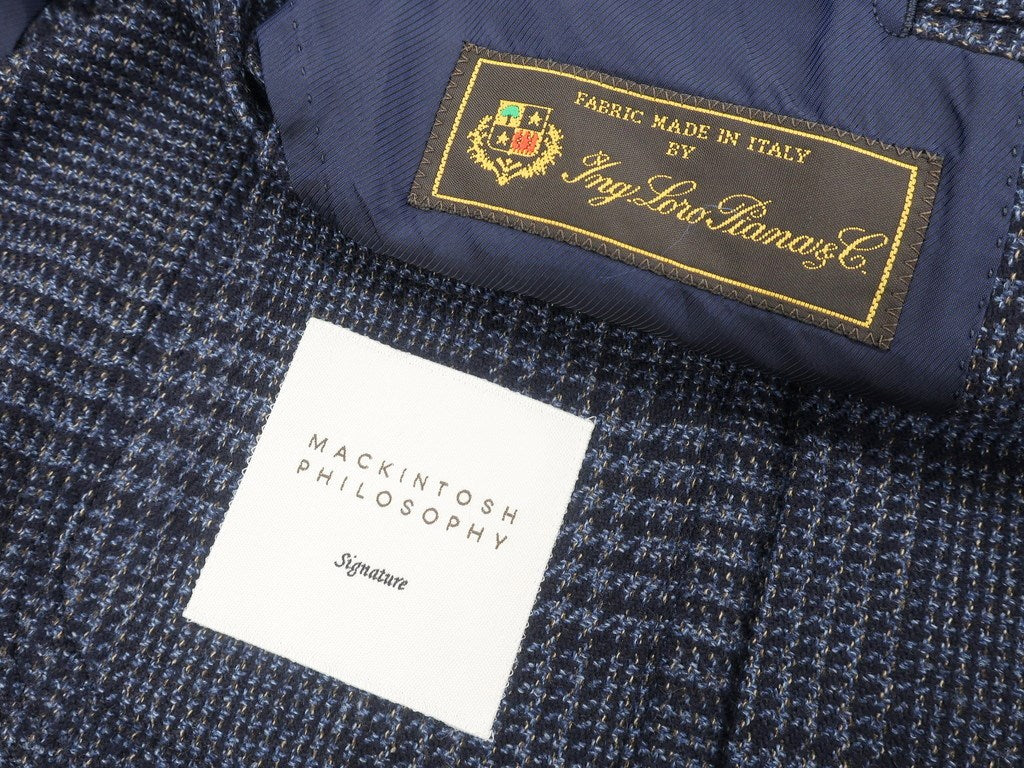 FABRIC MADE IN ITALY
BY
Ing. Loro Piana & C.
MACKINTOSH
PHILOSOPHY
Signature